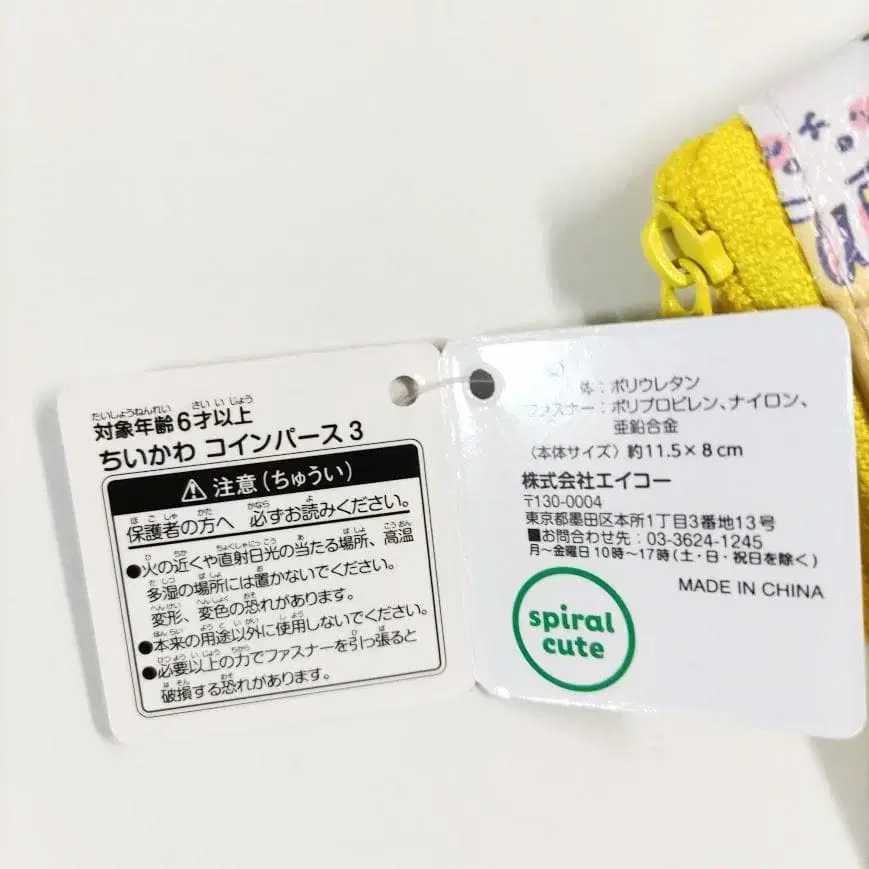 対象年齢6才以上
ちいかわ コインパース3
注意(ちゅうい)
保護者の方へ 必ずお読みください。
●火の近くや直射日光の当たる場所、高温
多湿の場所には置かないでください。
変形、変色の恐れがあります。
●本来の用途以外に使用しないでください。
●必要以上の力でファスナーを引っ張ると
破損する恐れがあります。
体:ポリウレタン
ファスナー:ポリプロピレン、ナイロン、
亜鉛合金
〈本体サイズ〉約11.5×8cm
株式会社エイコー
〒130-0004
東京都墨田区本所1丁目3番地13号
■お問合わせ先:03-3624-1245
月~金曜日10時~17時(土・日・祝日を除く)
MADE IN CHINA
spiral
cute